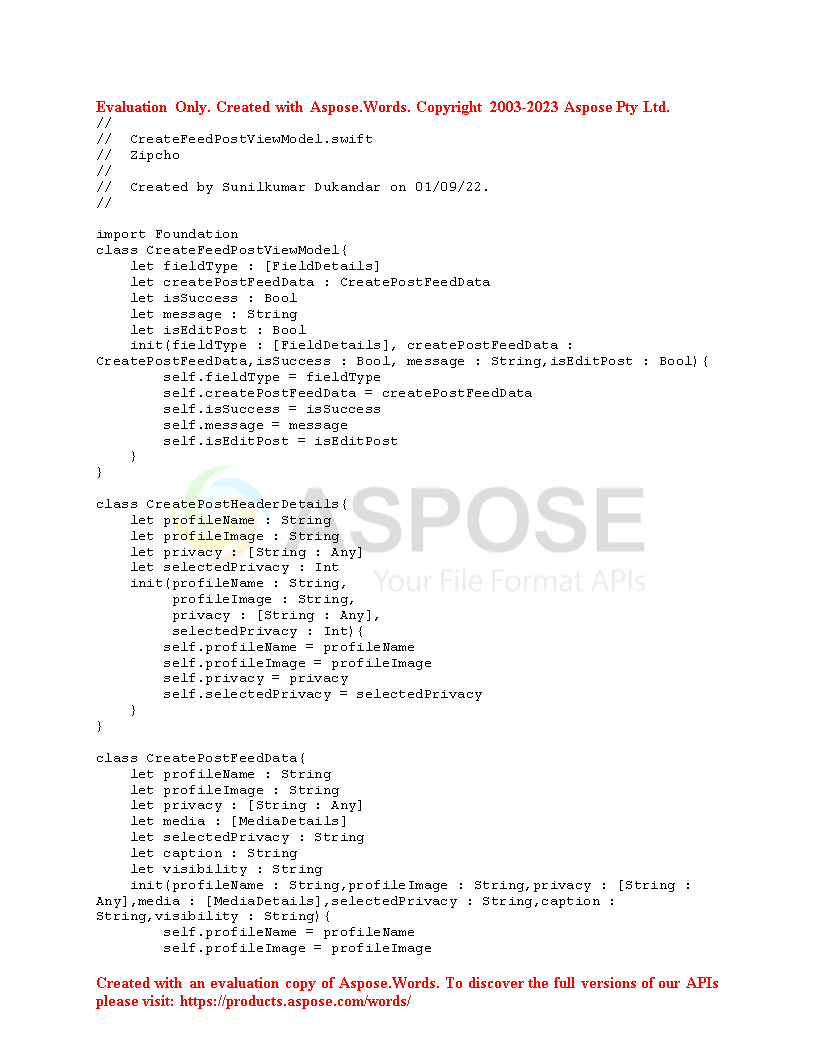 Evaluation Only. Created with Aspose.Words. Copyright 2003-2023 Aspose Pty Ltd.
//
//  CreateFeedPostViewModel.swift
//  Zipcho
//
//  Created by Sunilkumar Dukandar on 01/09/22.
//

import Foundation
class CreateFeedPostViewModel{
    let fieldType : [FieldDetails]
    let createPostFeedData : CreatePostFeedData
    let isSuccess : Bool
    let message : String
    let isEditPost : Bool
    init(fieldType : [FieldDetails], createPostFeedData :
CreatePostFeedData,isSuccess : Bool, message : String,isEditPost : Bool){
        self.fieldType = fieldType
        self.createPostFeedData = createPostFeedData
        self.isSuccess = isSuccess
        self.message = message
        self.isEditPost = isEditPost
    }
}

class CreatePostHeaderDetails{
    let profileName : String
    let profileImage : String
    let privacy : [String : Any]
    let selectedPrivacy : Int
    init(profileName : String,
         profileImage : String,
         privacy : [String : Any],
         selectedPrivacy : Int){
        self.profileName = profileName
        self.profileImage = profileImage
        self.privacy = privacy
        self.selectedPrivacy = selectedPrivacy
    }
}

ASPOSE
Your File Format APIs

class CreatePostFeedData{
    let profileName : String
    let profileImage : String
    let privacy : [String : Any]
    let media : [MediaDetails]
    let selectedPrivacy : String
    let caption : String
    let visibility : String
    init(profileName : String,profileImage : String,privacy : [String :
Any],media : [MediaDetails],selectedPrivacy : String,caption :
String,visibility : String){
        self.profileName = profileName
        self.profileImage = profileImage

Created with an evaluation copy of Aspose.Words. To discover the full versions of our APIs
please visit: https://products.aspose.com/words/